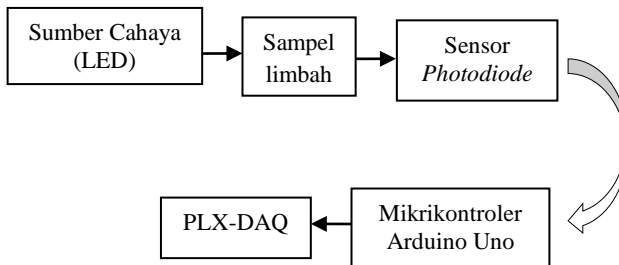 Sumber Cahaya
(LED)
Sampel
limbah
Sensor
Photodiode
PLX-DAQ
Mikrikontroler
Arduino Uno